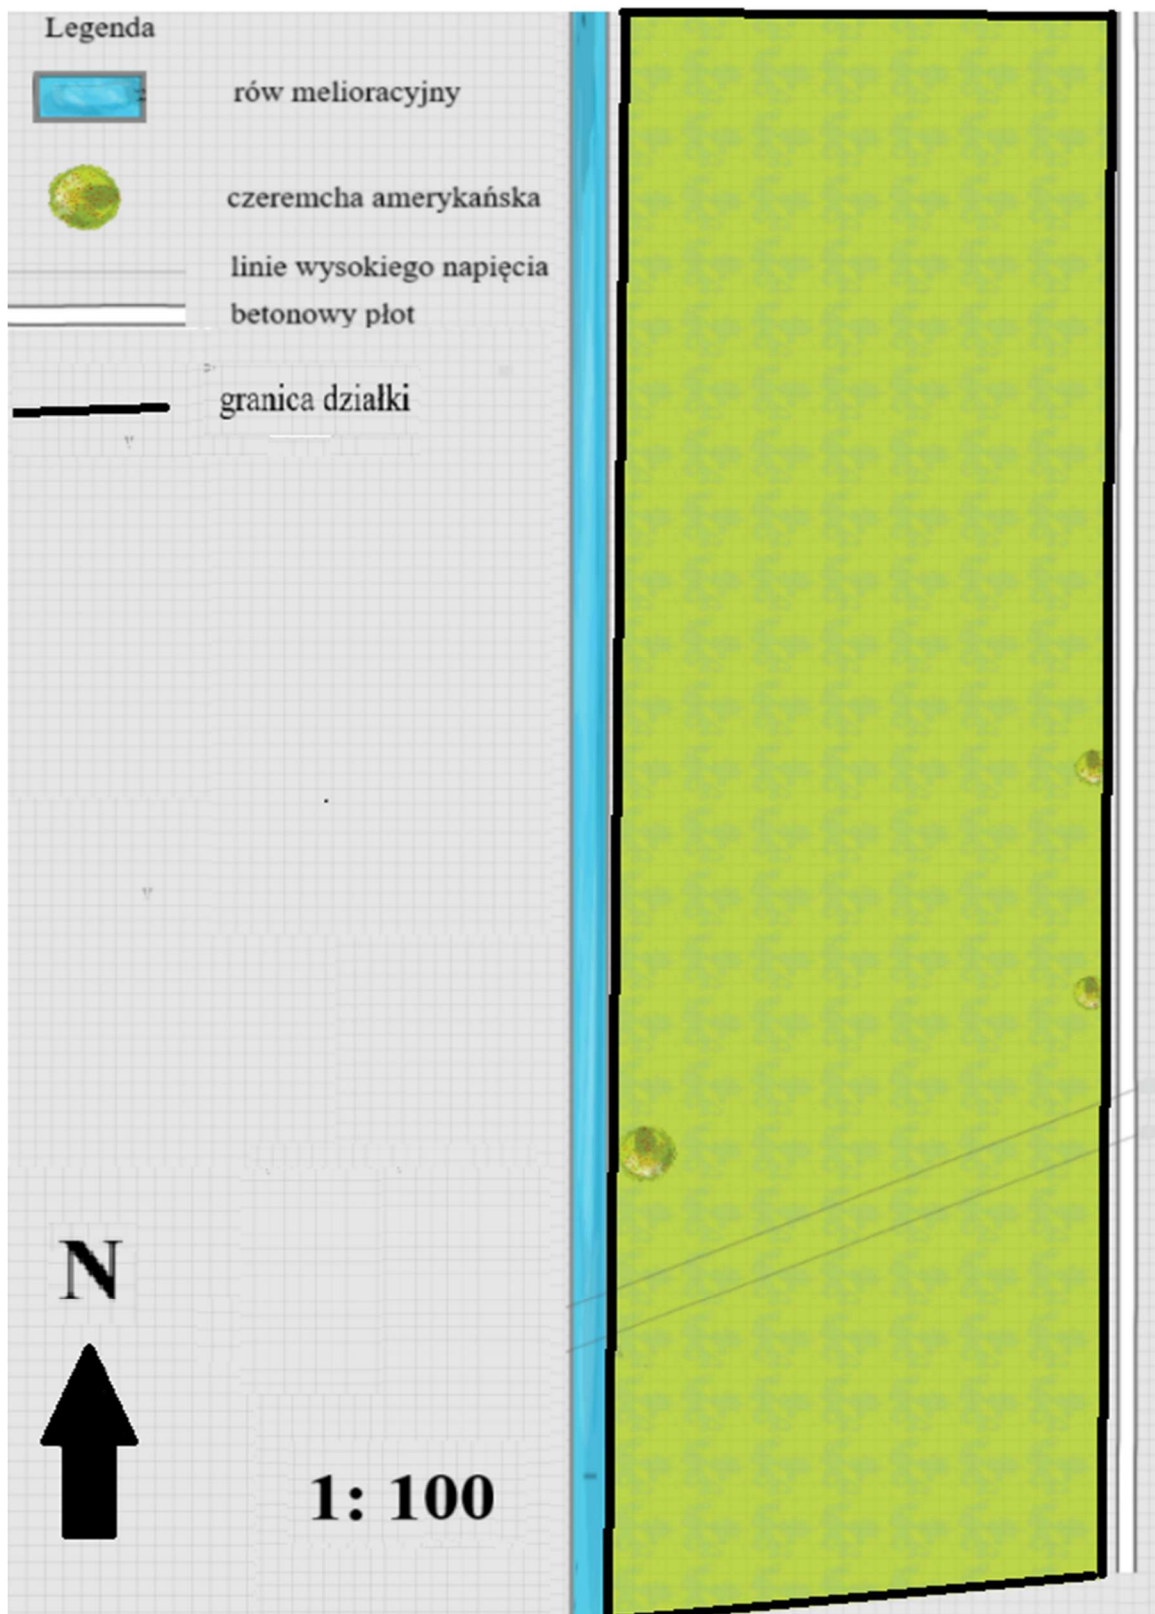 Legenda
rów melioracyjny
czeremcha amerykańska
linie wysokiego napięcia
betonowy płot
granica działki
N
1: 100